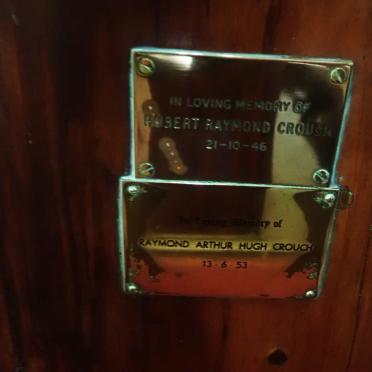 IN LOVING MEMORY OF
HUBERT RAYMOND CROUCH
21-10-46
In Loving Memory of
RAYMOND ARTHUR HUGH CROUCH
13·6·53